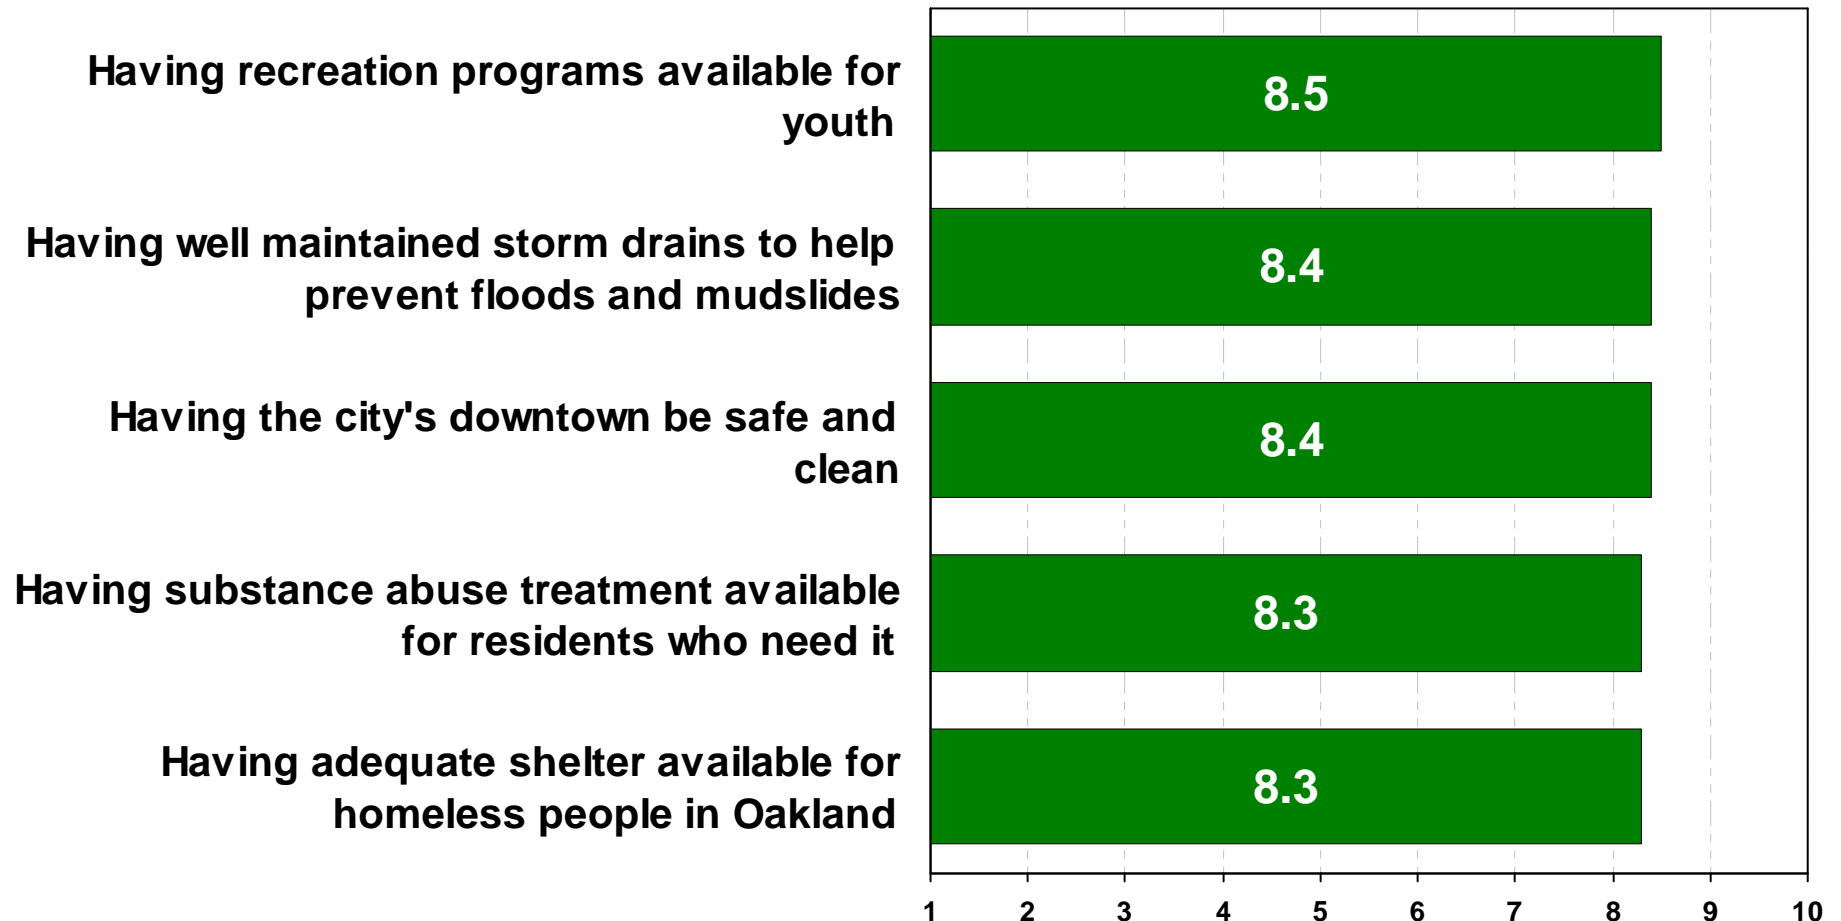 Having recreation programs available for
youth
8.5
Having well maintained storm drains to help
prevent floods and mudslides
8.4
Having the city's downtown be safe and
clean
8.4
Having substance abuse treatment available
for residents who need it
8.3
Having adequate shelter available for
homeless people in Oakland
8.3
1 2 3 4 5 6 7 8 9 10